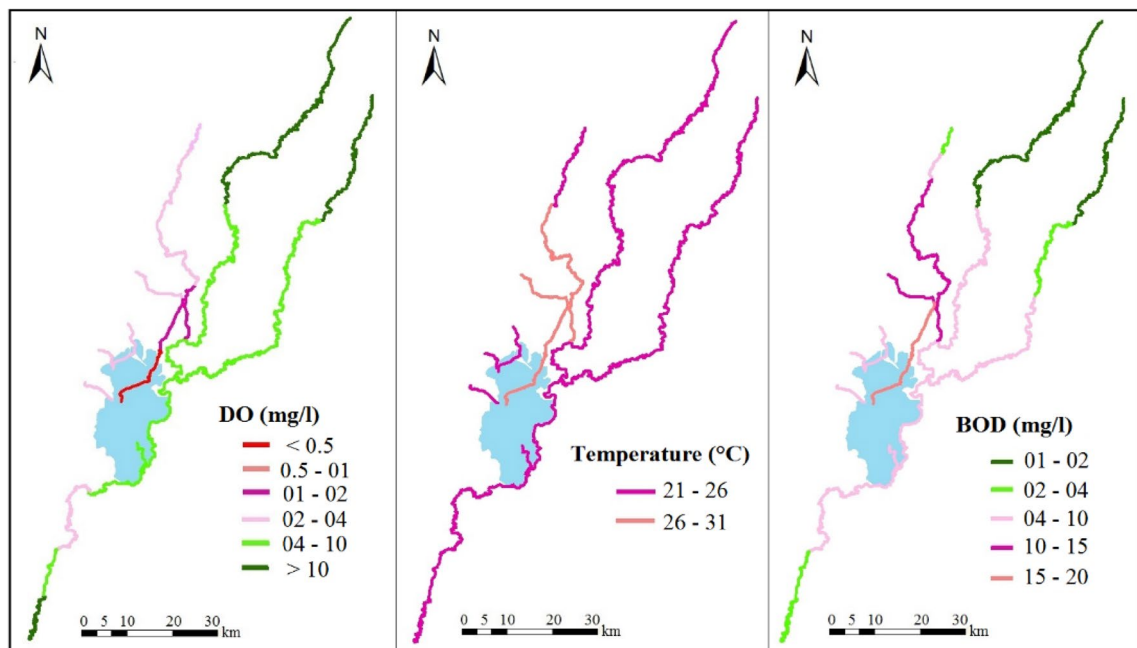 N
DO (mg/l)
< 0.5
0.5 - 01
01 - 02
02 - 04
04 - 10
> 10
0 5 10 20 30
km
N
Temperature (°C)
21 - 26
26 - 31
0 5 10 20 30
km
N
BOD (mg/l)
01 - 02
02 - 04
04 - 10
10 - 15
15 - 20
0 5 10 20 30
km